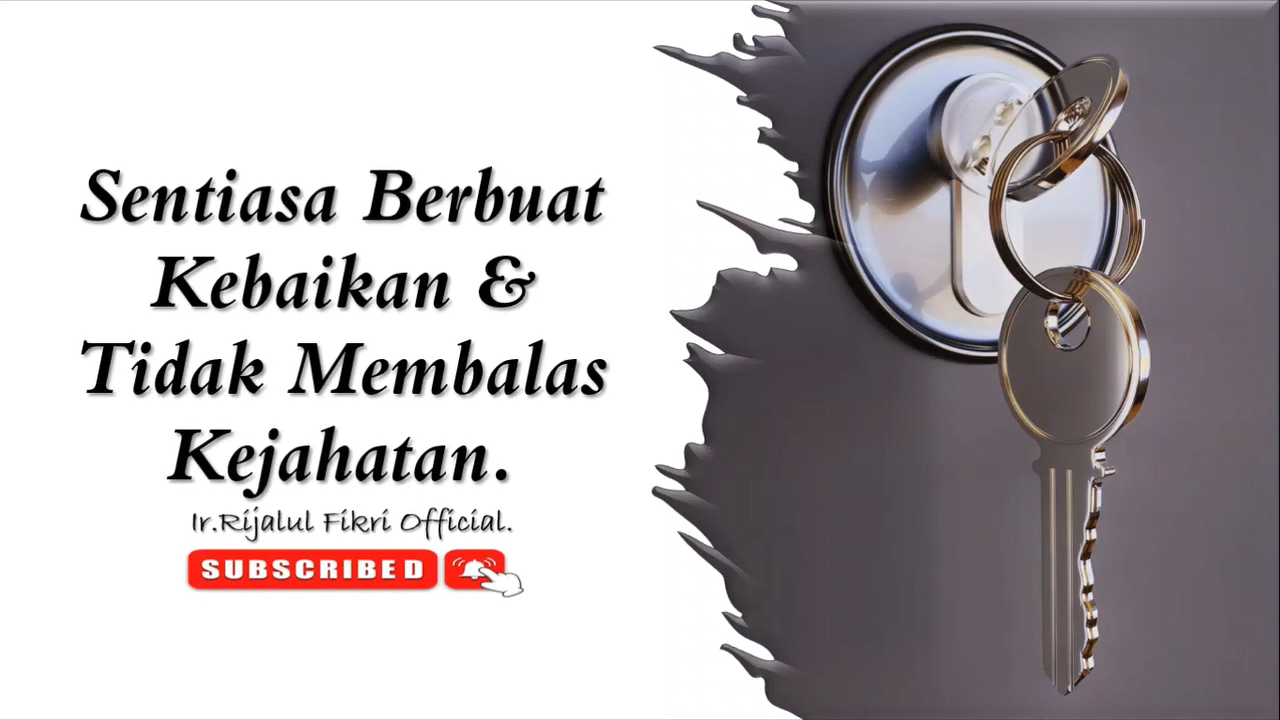 Sentiasa Berbuat
Kebaikan &
Tidak Membalas
Kejahatan.
Ir.Rijalul Fikri Official.
SUBSCRIBED